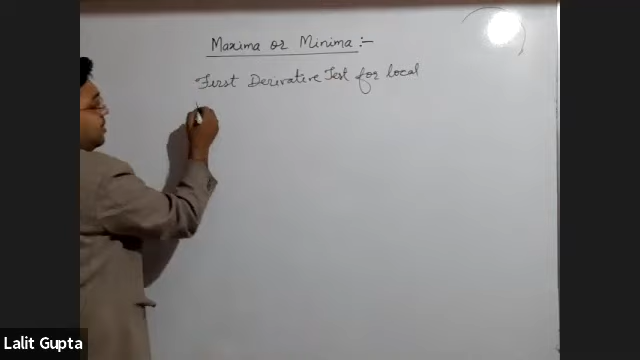 Maxima or Minima :-
First Derivative Test for local
Lalit Gupta